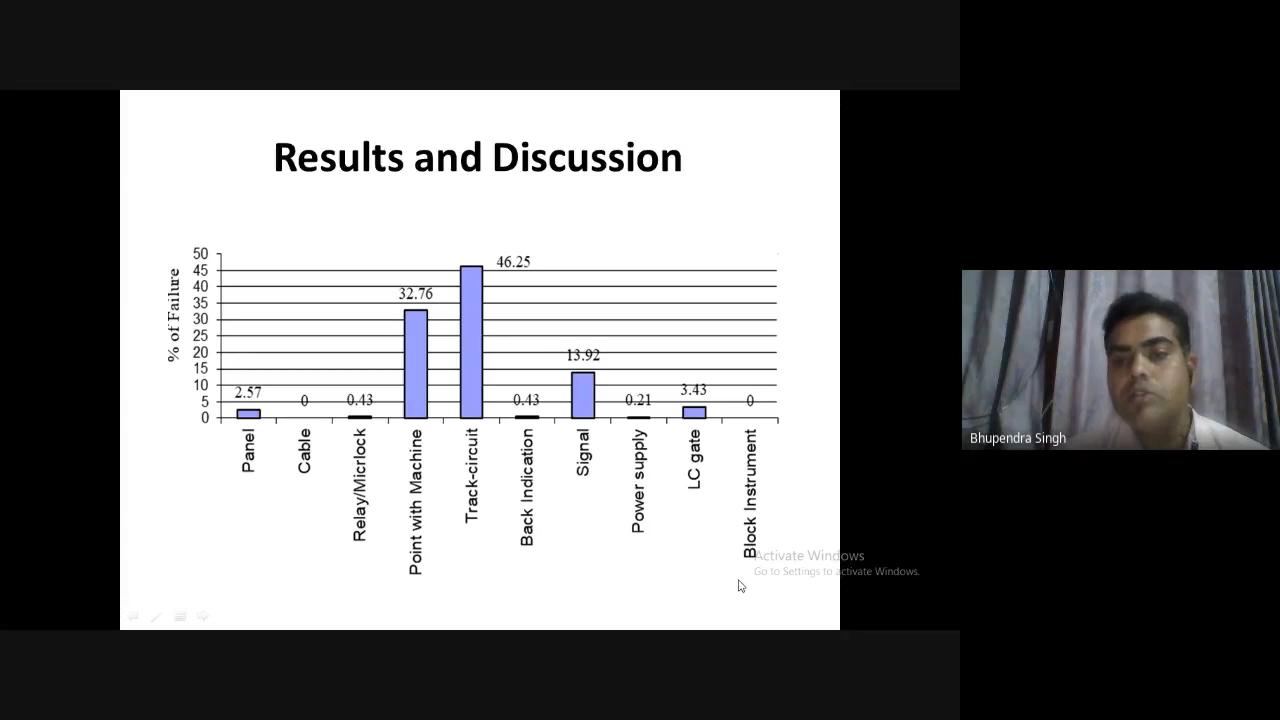 Results and Discussion
% of Failure
50
45
40
35
30
25
20
15
10
5
0
2.57
0
0.43
32.76
46.25
0.43
13.92
0.21
3.43
0
Panel
Cable
Relay/Micrlock
Point with Machine
Track-circuit
Back Indication
Signal
Power supply
LC gate
Block Instrument
Activate Windows
Go to Settings to activate Windows.
Bhupendra Singh